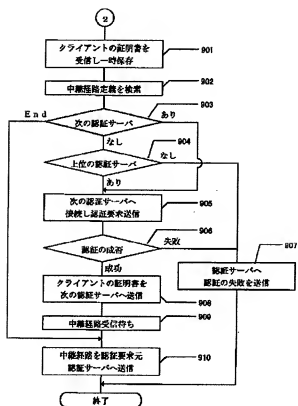 2
クライアントの証明書を
受信し一時保存
901
中継経路定義を検索
902
903
End
次の認証サーバ
あり
なし
904
上位の認証サーバ
なし
あり
次の認証サーバへ
接続し認証要求送信
905
906
認証の成否
失敗
成功
907
認証サーバへ
認証の失敗を送信
クライアントの証明書を
次の認証サーバへ送信
908
中継経路受信待ち
909
中継経路を認証要求元
認証サーバへ送信
910
終了